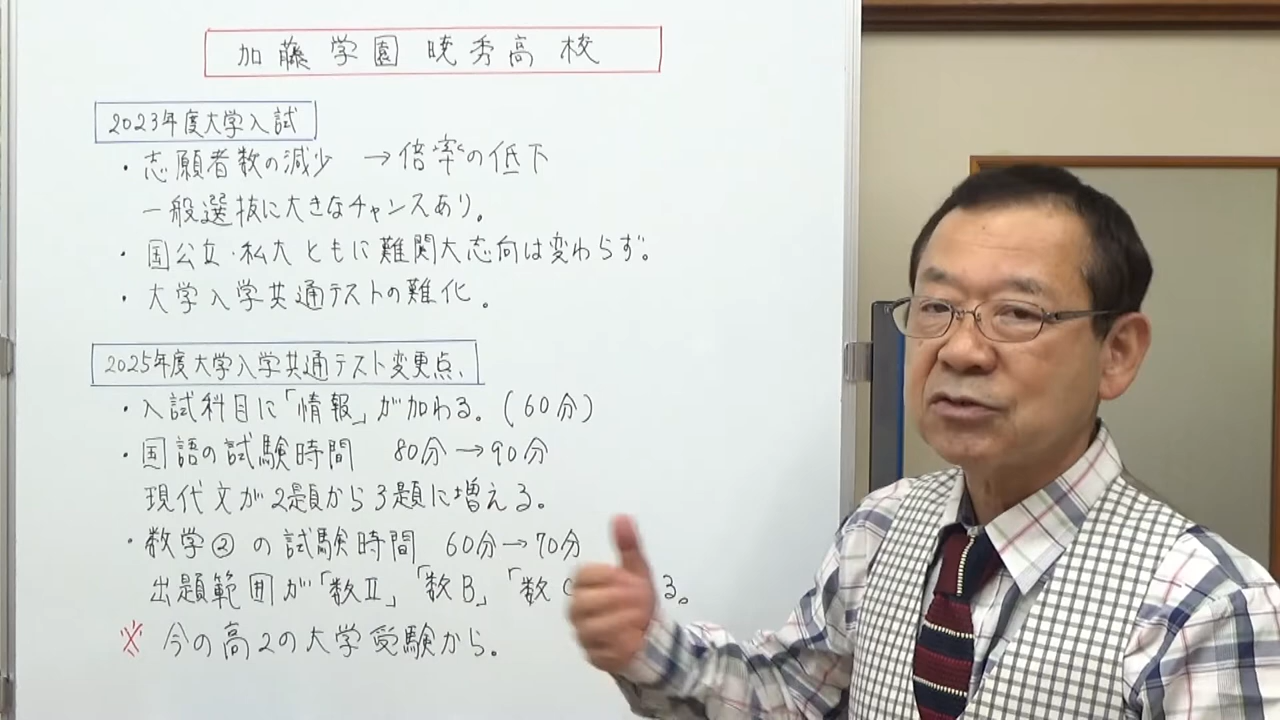 加藤学園暁秀高校
2023年度大学入試
・志願者数の減少 →倍率の低下
一般選抜に大きなチャンスあり。
・国公立・私大ともに難関大志向は変わらず。
・大学入学共通テストの難化。
2025年度大学入学共通テスト変更点、
・入試科目に「情報」が加わる。(60分)
・国語の試験時間 80分→90分
現代文が2題から3題に増える。
・数学②の試験時間 60分→70分
出題範囲が「数Ⅱ」「数B」「数C る。
※ 今の高2の大学受験から。